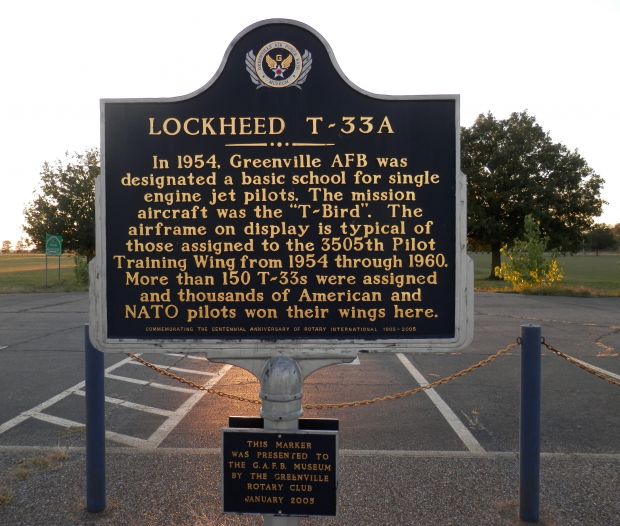 LOCKHEED T-33A
In 1954, Greenville AFB was
designated a basic school for single
engine jet pilots. The mission
aircraft was the "T-Bird". The
airframe on display is typical of
those assigned to the 3505th Pilot
Training Wing from 1954 through 1960.
More than 150 T-33s were assigned
and thousands of American and
NATO pilots won their wings here.
COMMEMORATING THE CENTENNIAL ANNIVERSARY OF ROTARY INTERNATIONAL 1905-2005
THIS MARKER
WAS PRESENTED TO
THE G.A.F.B. MUSEUM
BY THE GREENVILLE
ROTARY CLUB
JANUARY 2005